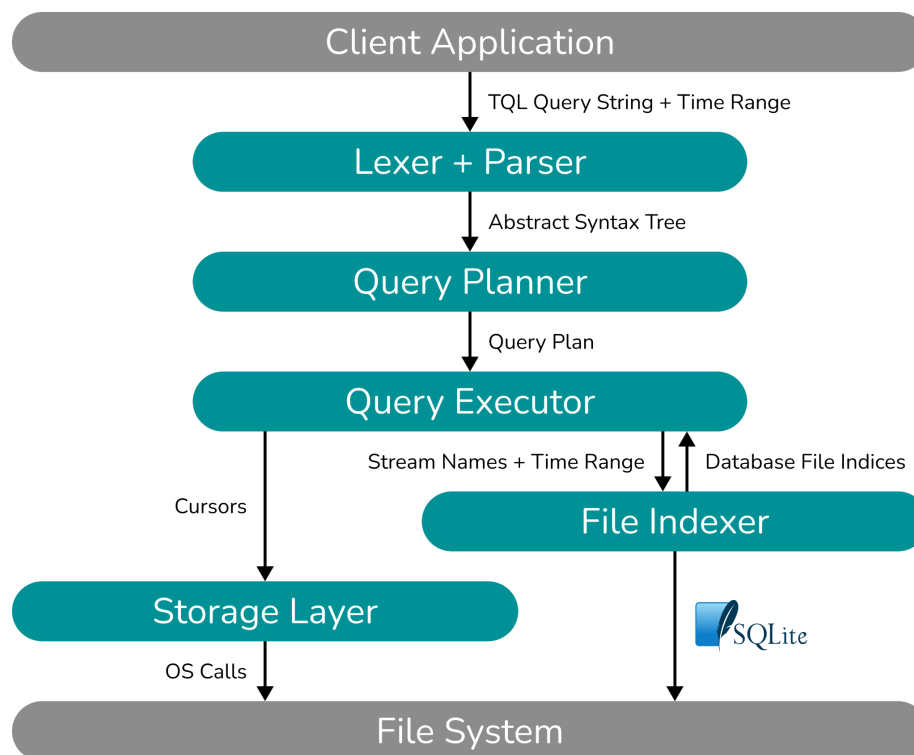 Client Application
TQL Query String + Time Range
Lexer + Parser
Abstract Syntax Tree
Query Planner
Query Plan
Query Executor
Stream Names + Time Range
Database File Indices
Cursors
File Indexer
Storage Layer
SQLite
OS Calls
File System